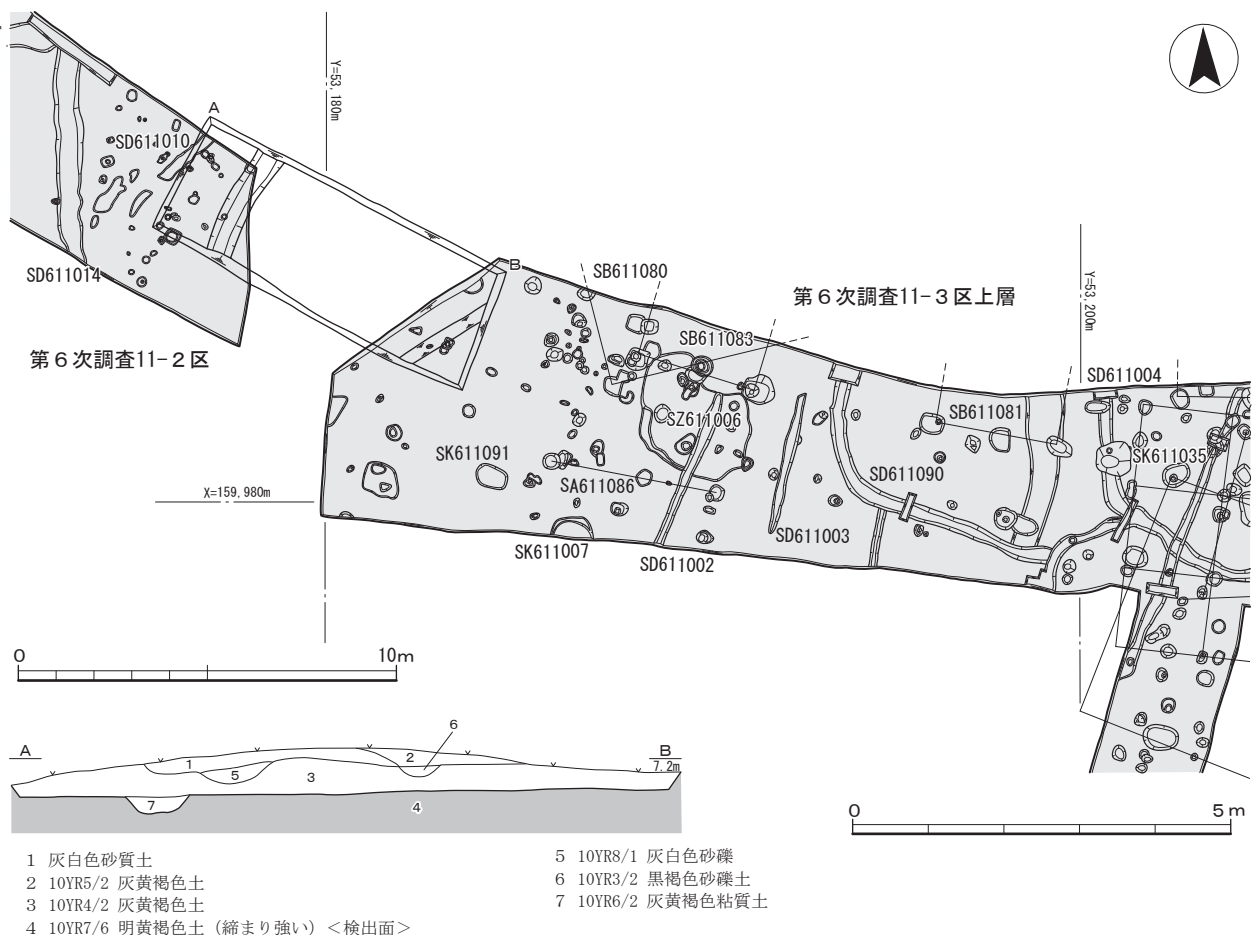 Y=53,180m
A
SD611010
SD611014
第６次調査11-２区
B
SB611080
第６次調査11-３区上層
Y=53,200m
SB611083
SD611004
SB611081
SZ611006
SK611091
SK611035
SA611086
SD611090
X=159,980m
SK611007
SD611002
SD611003
0 10m
A
B
7.2m
1
2
3
4
5
6
7
0 5m
1 灰白色砂質土
2 10YR5/2 灰黄褐色土
3 10YR4/2 灰黄褐色土
4 10YR7/6 明黄褐色土（締まり強い）＜検出面＞
5 10YR8/1 灰白色砂礫
6 10YR3/2 黒褐色砂礫土
7 10YR6/2 灰黄褐色粘質土